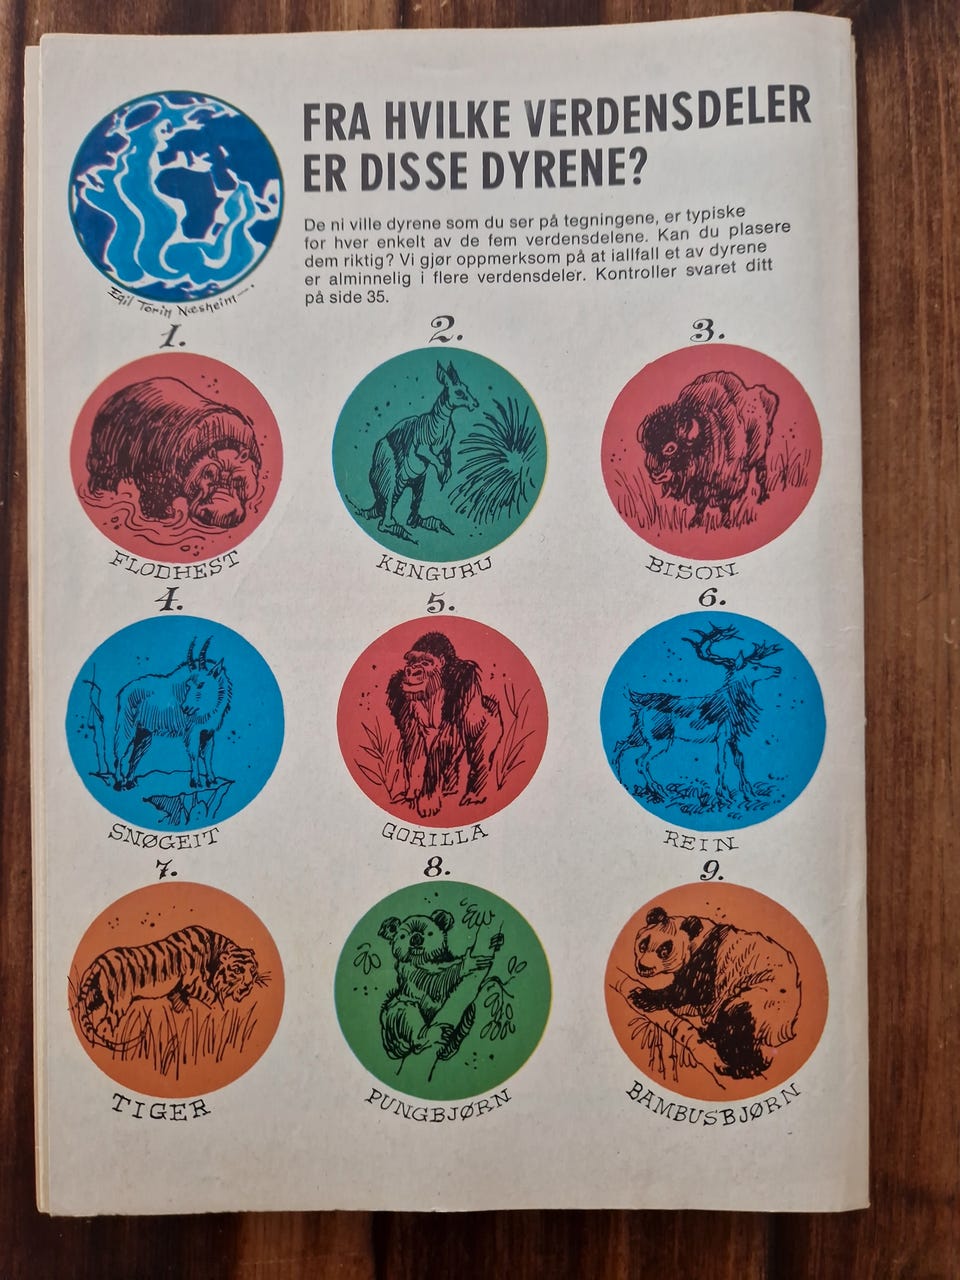 FRA HVILKE VERDENSDELER
ER DISSE DYRENE?
De ni ville dyrene som du ser på tegningene, er typiske
for hver enkelt av de fem verdensdelene. Kan du plasere
dem riktig? Vi gjør oppmerksom på at iallfall et av dyrene
er alminnelig i flere verdensdeler. Kontroller svaret ditt
på side 35.
Egil Torin Næsheim
1.
2.
3.
FLODHEST
KENGURU
BISON
4.
5.
6.
SNØGEIT
GORILLA
REIN
7.
8.
9.
TIGER
PUNGBJØRN
BAMBUSBJØRN